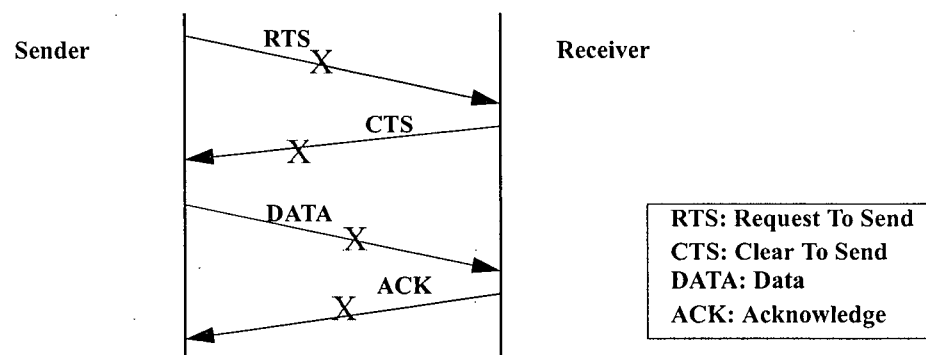 Sender
RTS
X
Receiver
CTS
X
DATA
X
ACK
X
RTS: Request To Send
CTS: Clear To Send
DATA: Data
ACK: Acknowledge